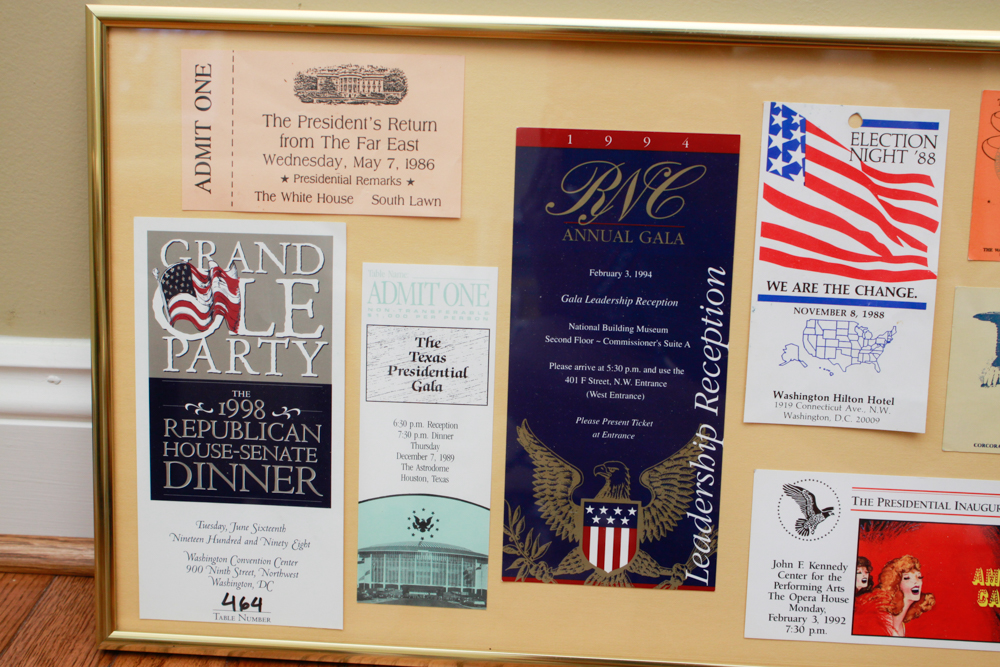 ADMIT ONE
The President's Return
from The Far East
Wednesday, May 7, 1986
★ Presidential Remarks ★
The White House South Lawn
GRAND
OLE
PARTY
THE
1998
REPUBLICAN
HOUSE-SENATE
DINNER
Tuesday, June Sixteenth
Nineteen Hundred and Ninety Eight
Washington Convention Center
900 Ninth Street, Northwest
Washington, DC
464
TABLE NUMBER
ADMIT ONE
The
Texas
Presidential
Gala
6:30 p.m. Reception
7:30 p.m. Dinner
Thursday
December 7, 1989
The Astrodome
Houston, Texas
1994
RNC
ANNUAL GALA
February 3, 1994
Gala Leadership Reception
National Building Museum
Second Floor ~ Commissioner's Suite A
Please arrive at 5:30 p.m. and use the
401 F Street, N.W. Entrance
(West Entrance)
Please Present Ticket
at Entrance
Leadership Reception
ELECTION
NIGHT '88
WE ARE THE CHANGE.
NOVEMBER 8, 1988
Washington Hilton Hotel
1919 Connecticut Ave., N.W.
Washington, D.C. 20009
THE PRESIDENTIAL INAUGUR
John F. Kennedy
Center for the
Performing Arts
The Opera House
Monday,
February 3, 1992
7:30 p.m.
AM
CA
CORCORA